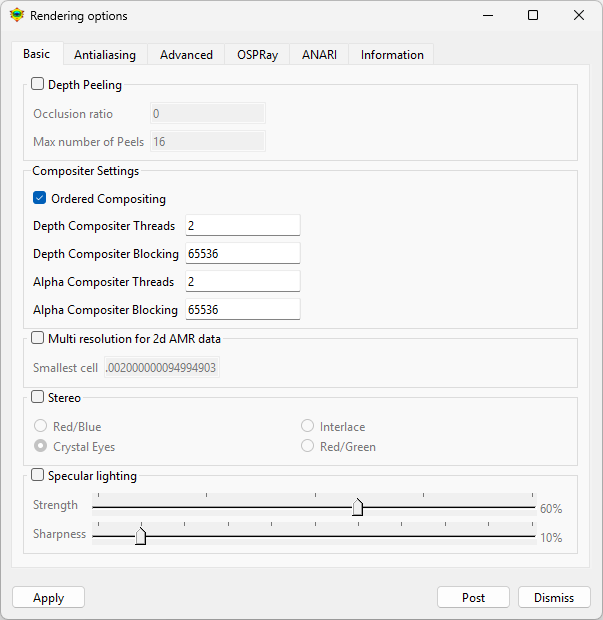 Rendering options
Basic Antialiasing Advanced OSPRay ANARI Information
Depth Peeling
Occlusion ratio 0
Max number of Peels 16
Compositer Settings
Ordered Compositing
Depth Compositer Threads 2
Depth Compositer Blocking 65536
Alpha Compositer Threads 2
Alpha Compositer Blocking 65536
Multi resolution for 2d AMR data
Smallest cell .002000000094994903
Stereo
Red/Blue Interlace
Crystal Eyes Red/Green
Specular lighting
Strength 60%
Sharpness 10%
Apply Post Dismiss